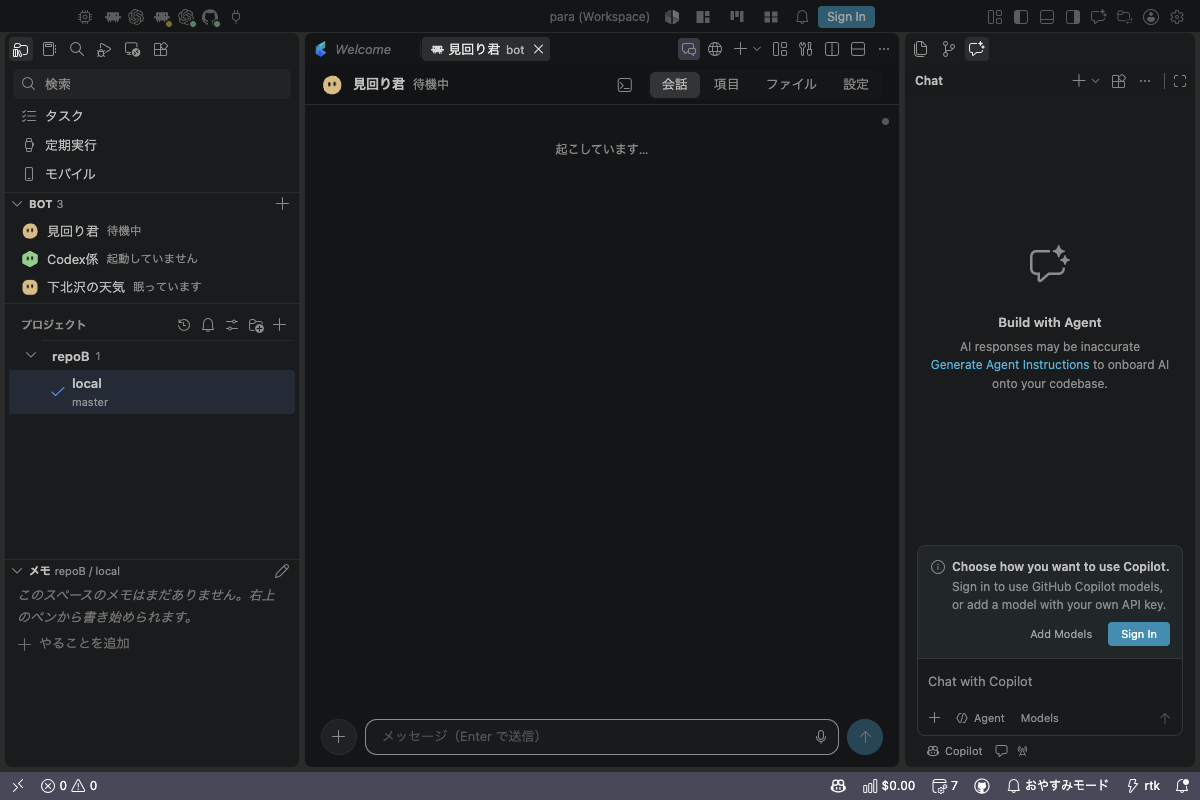 para (Workspace)
Sign In
検索
タスク
定期実行
モバイル
BOT 3
見回り君 待機中
Codex係 起動していません
下北沢の天気 眠っています
プロジェクト
repoB 1
local
master
メモ repoB / local
このスペースのメモはまだありません。右上
のペンから書き始められます。
やることを追加
Welcome
見回り君 bot
見回り君 待機中
会話
項目
ファイル
設定
起こしています...
メッセージ（Enter で送信）
Chat
Build with Agent
AI responses may be inaccurate
Generate Agent Instructions to onboard AI
onto your codebase.
Choose how you want to use Copilot.
Sign in to use GitHub Copilot models,
or add a model with your own API key.
Add Models
Sign In
Chat with Copilot
Agent
Models
Copilot
0
0
$0.00
7
おやすみモード
rtk